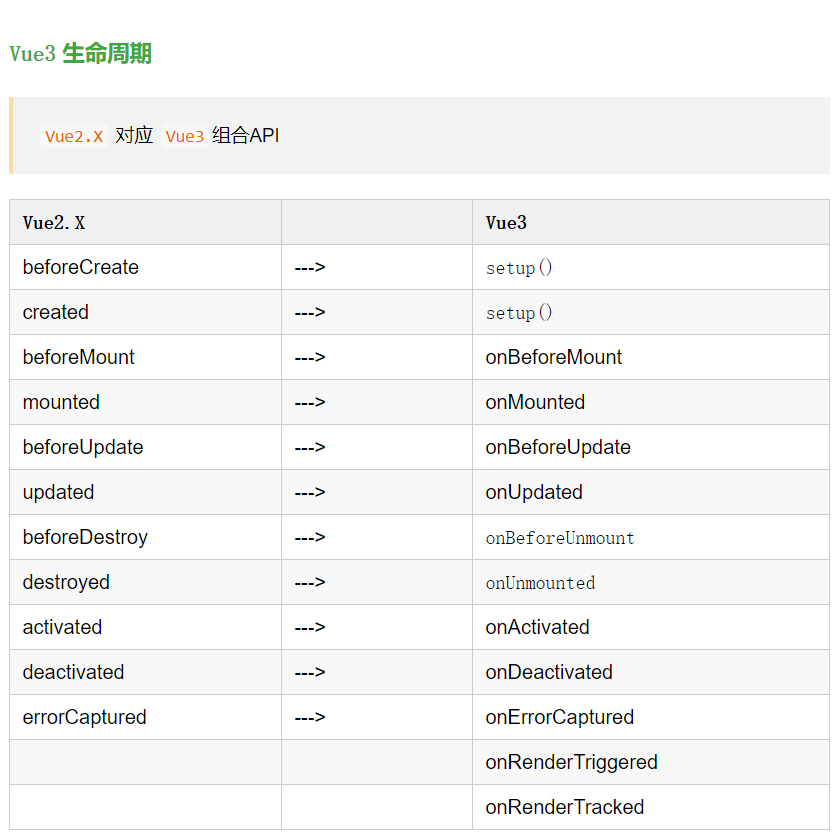 Vue3 生命周期
Vue2.X 对应 Vue3 组合API
Vue2.X Vue3
beforeCreate ---> setup()
created ---> setup()
beforeMount ---> onBeforeMount
mounted ---> onMounted
beforeUpdate ---> onBeforeUpdate
updated ---> onUpdated
beforeDestroy ---> onBeforeUnmount
destroyed ---> onUnmounted
activated ---> onActivated
deactivated ---> onDeactivated
errorCaptured ---> onErrorCaptured
onRenderTriggered
onRenderTracked